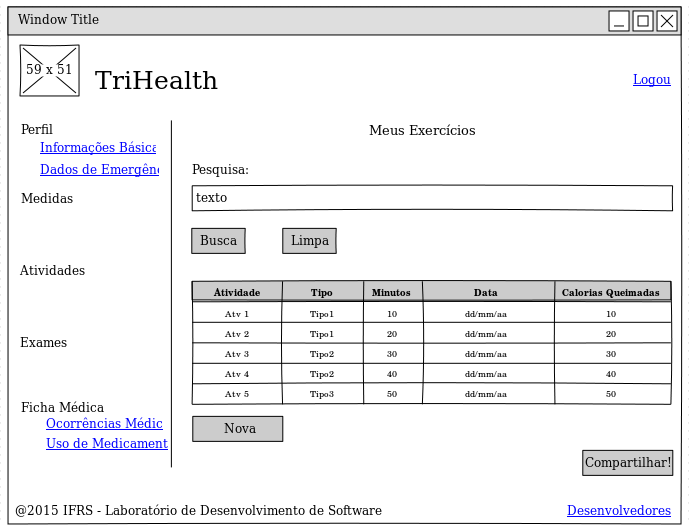 Window Title
59 x 51
TriHealth
Logou
Perfil
Informações Básica
Dados de Emergên
Medidas
Atividades
Exames
Ficha Médica
Ocorrências Médic
Uso de Medicament
Meus Exercícios
Pesquisa:
texto
Busca Limpa
Atividade Tipo Minutos Data Calorias Queimadas
Atv 1 Tipo1 10 dd/mm/aa 10
Atv 2 Tipo1 20 dd/mm/aa 20
Atv 3 Tipo2 30 dd/mm/aa 30
Atv 4 Tipo2 40 dd/mm/aa 40
Atv 5 Tipo3 50 dd/mm/aa 50
Nova
Compartilhar!
@2015 IFRS - Laboratório de Desenvolvimento de Software
Desenvolvedores